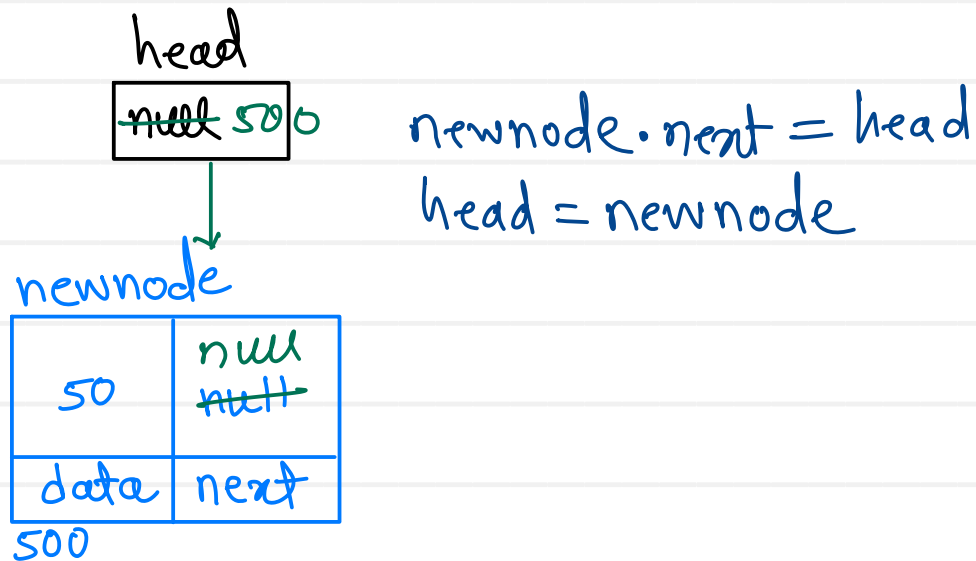 head
null 500
newnode.next = head
head = newnode
newnode
null
50 null
data next
500